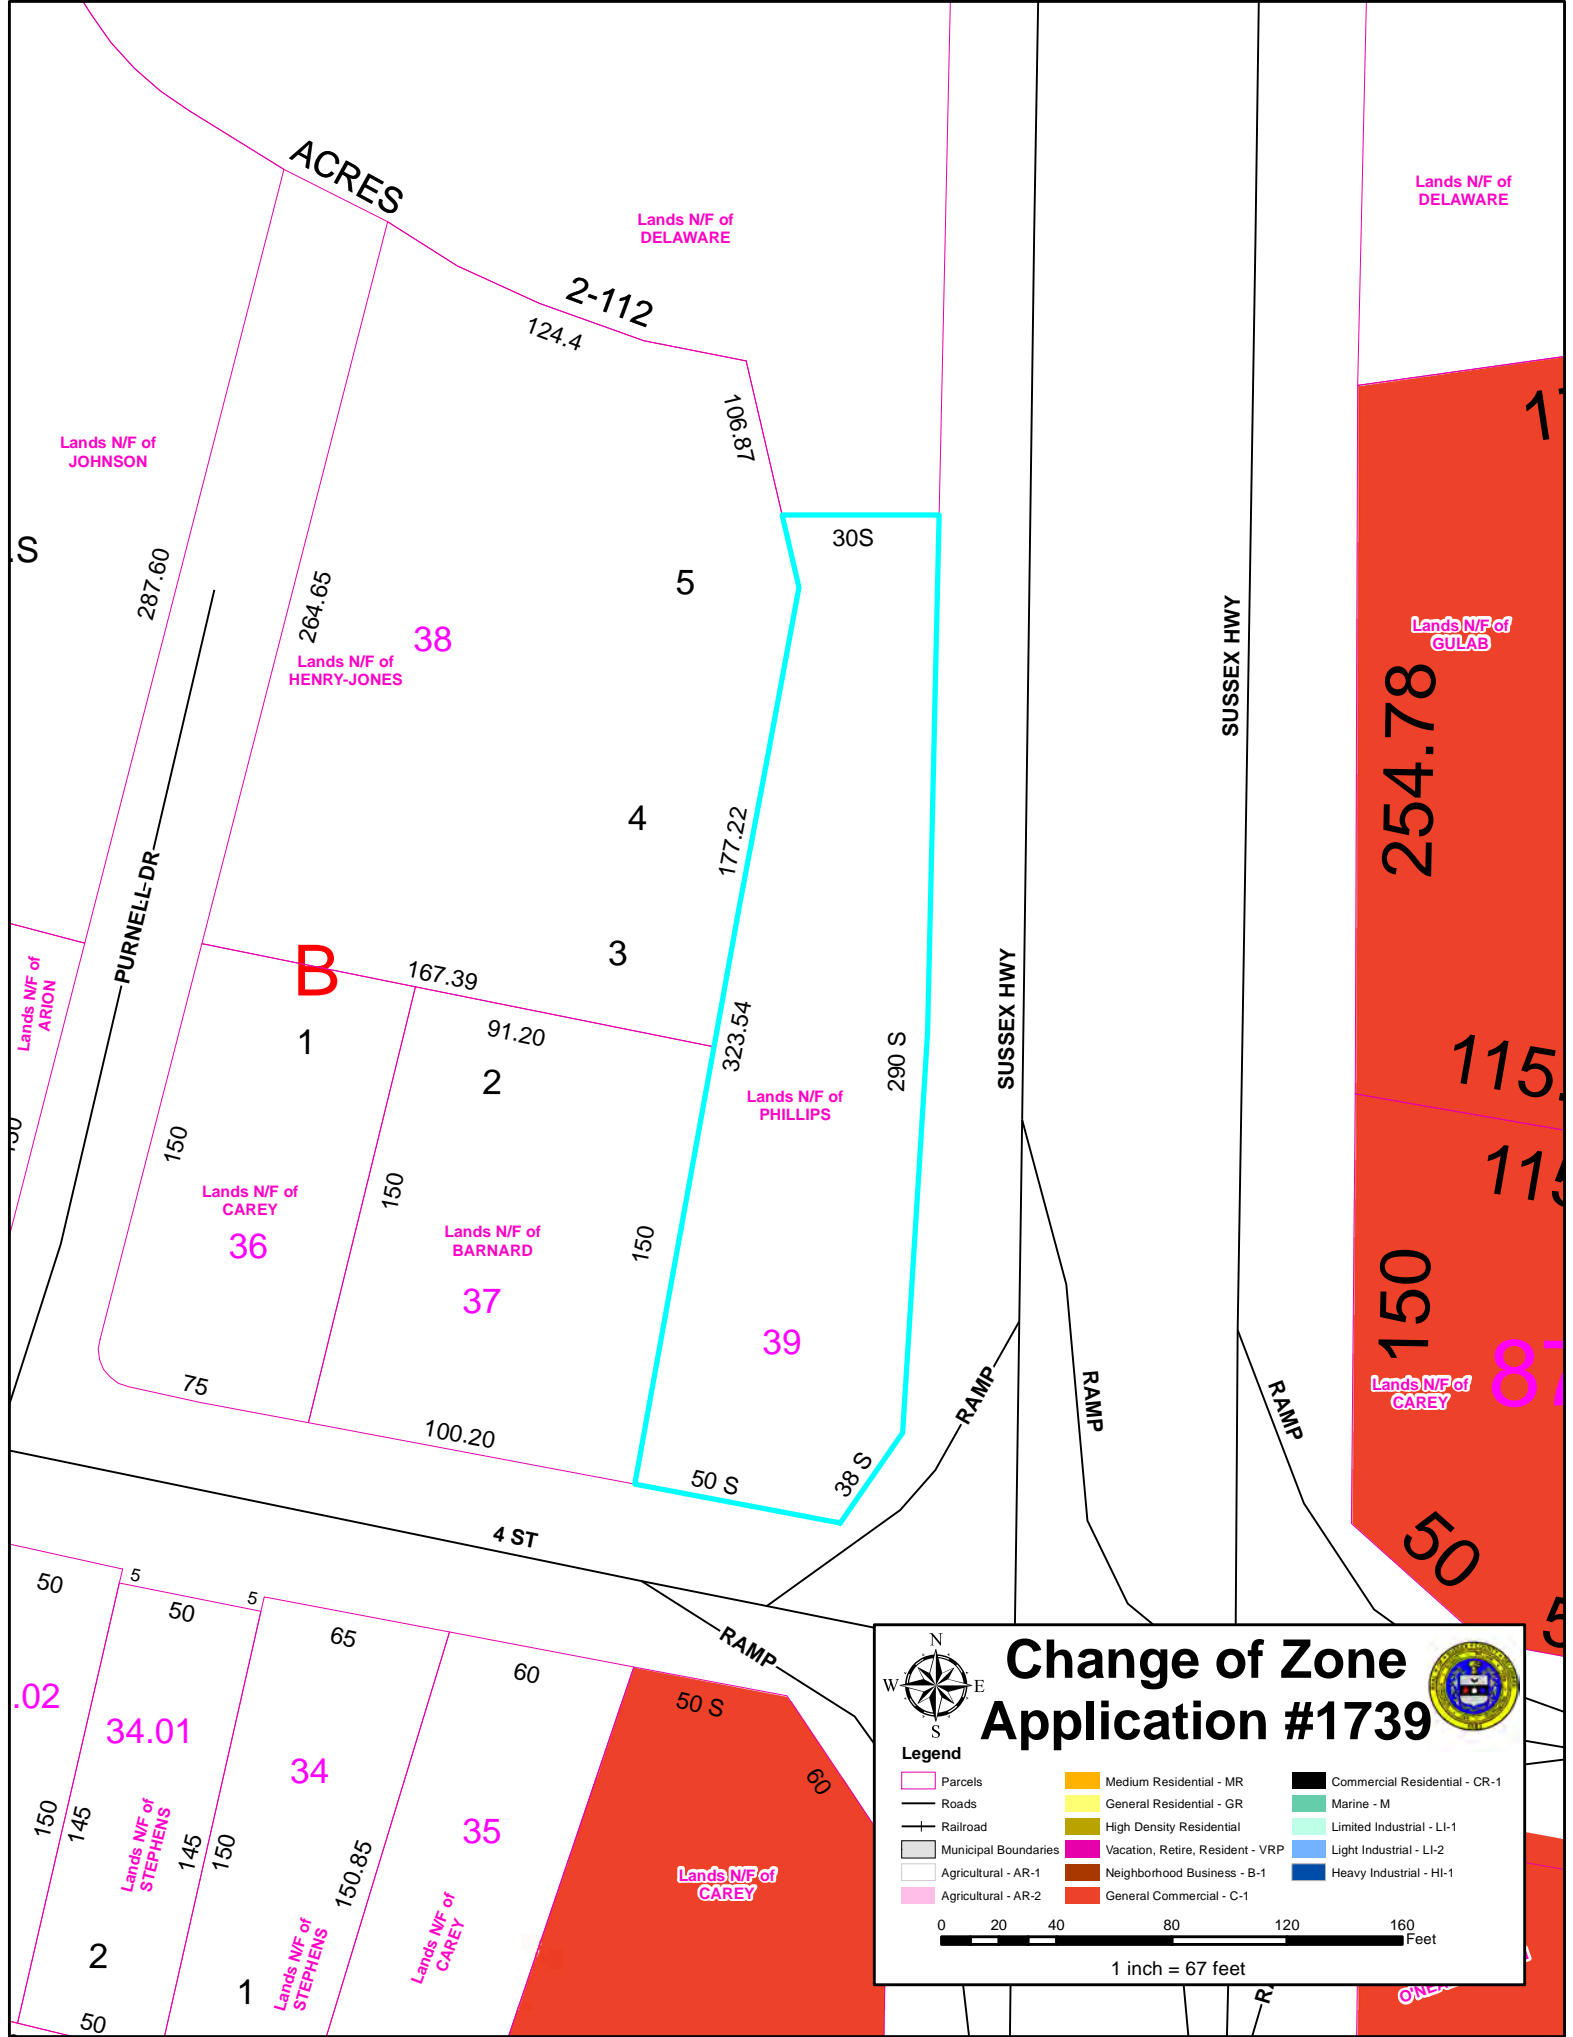 ACRES
Lands N/F of
DELAWARE
Lands N/F of
DELAWARE
2-112
124.4
106.87
Lands N/F of
JOHNSON
30S
.S
287.60
264.65
5
38
Lands N/F of
HENRY-JONES
SUSSEX HWY
Lands N/F of
GULAB
254.78
4
177.22
PURNELL DR
3
B
167.39
Lands N/F of
ARION
1
91.20
2
323.54
290 S
SUSSEX HWY
Lands N/F of
PHILLIPS
115.
150
150
Lands N/F of
CAREY
36
Lands N/F of
BARNARD
37
150
39
150
87
Lands N/F of
CAREY
RAMP
RAMP
RAMP
75
100.20
50 S
38 S
50
4 ST
50
5
50
5
65
60
RAMP
50 S
60
.02
34.01
34
35
150
145
Lands N/F of
STEPHENS
145
150
150.85
Lands N/F of
CAREY
Lands N/F of
CAREY
2
1
Lands N/F of
STEPHENS
50
N
W
E
S
Change of Zone
Application #1739
Legend
Parcels
Roads
Railroad
Municipal Boundaries
Agricultural - AR-1
Agricultural - AR-2
Medium Residential - MR
General Residential - GR
High Density Residential
Vacation, Retire, Resident - VRP
Neighborhood Business - B-1
General Commercial - C-1
Commercial Residential - CR-1
Marine - M
Limited Industrial - LI-1
Light Industrial - LI-2
Heavy Industrial - HI-1
0 20 40 80 120 160
Feet
1 inch = 67 feet